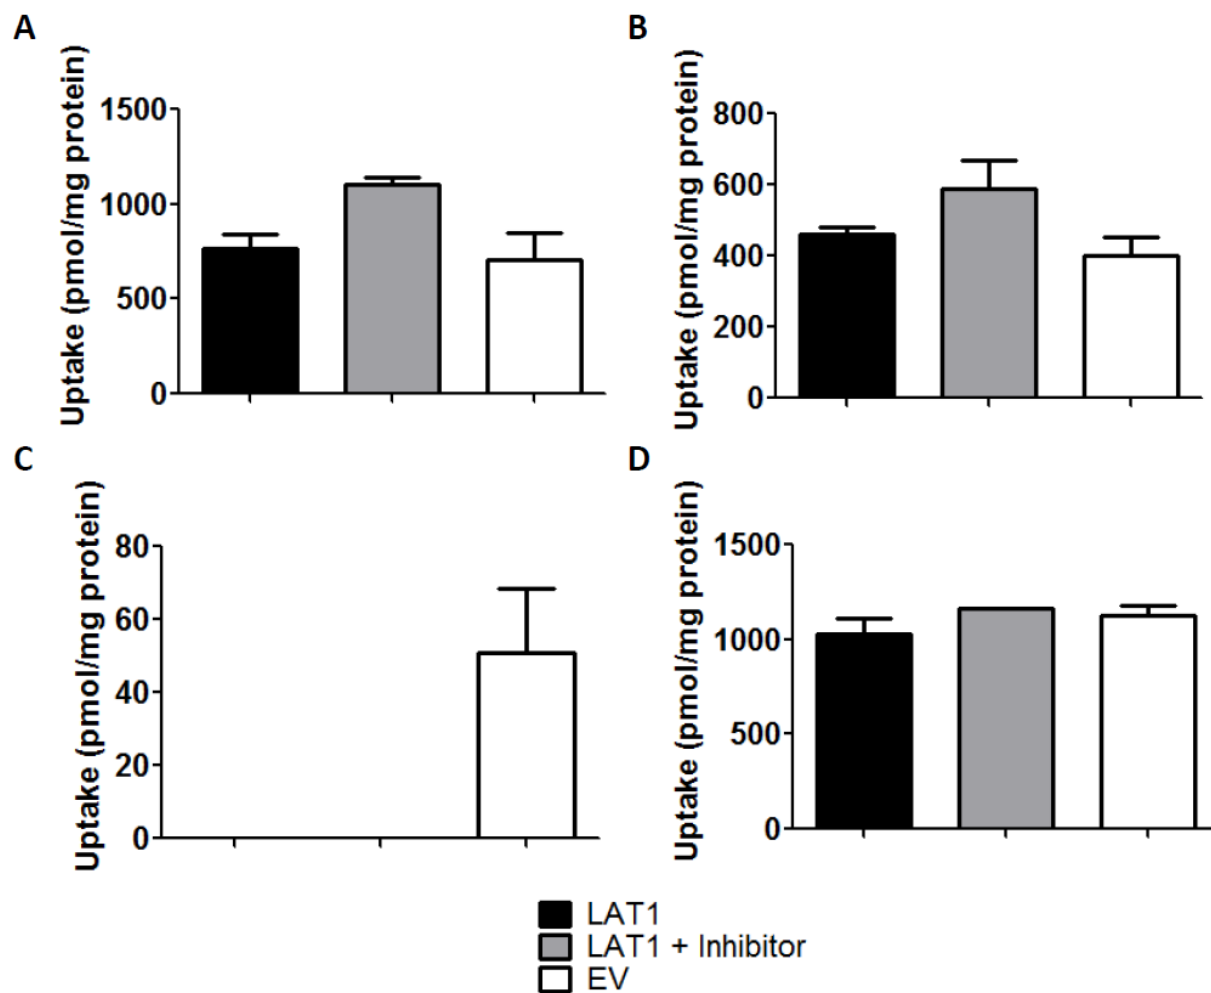 A
Uptake (pmol/mg protein)
1500
1000
500
0
B
Uptake (pmol/mg protein)
800
600
400
200
0
C
Uptake (pmol/mg protein)
80
60
40
20
0
D
Uptake (pmol/mg protein)
1500
1000
500
0
LAT1
LAT1 + Inhibitor
EV